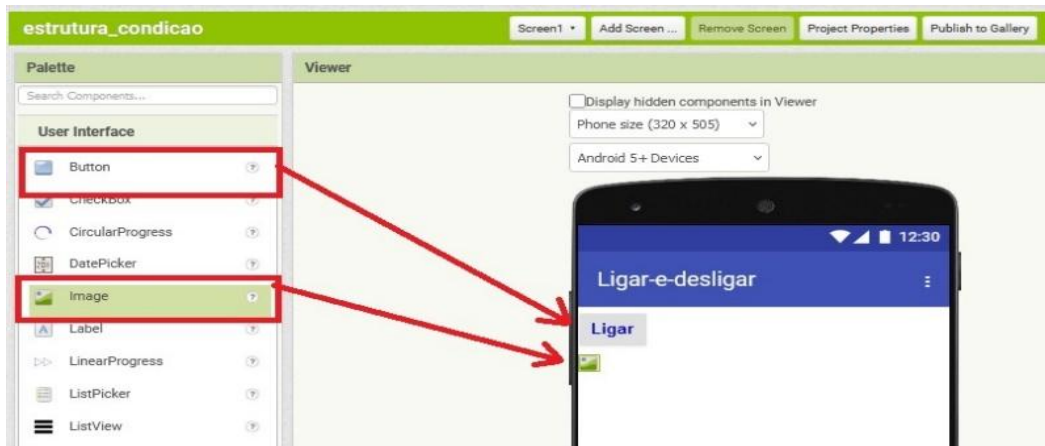 estrutura_condicao
Screen1
Add Screen ...
Remove Screen
Project Properties
Publish to Gallery
Palette
Viewer
Search Components...
Display hidden components in Viewer
User Interface
Phone size (320 x 505)
Button
Android 5+ Devices
CheckBox
CircularProgress
12:30
DatePicker
Ligar-e-desligar
Image
Label
Ligar
LinearProgress
ListPicker
ListView